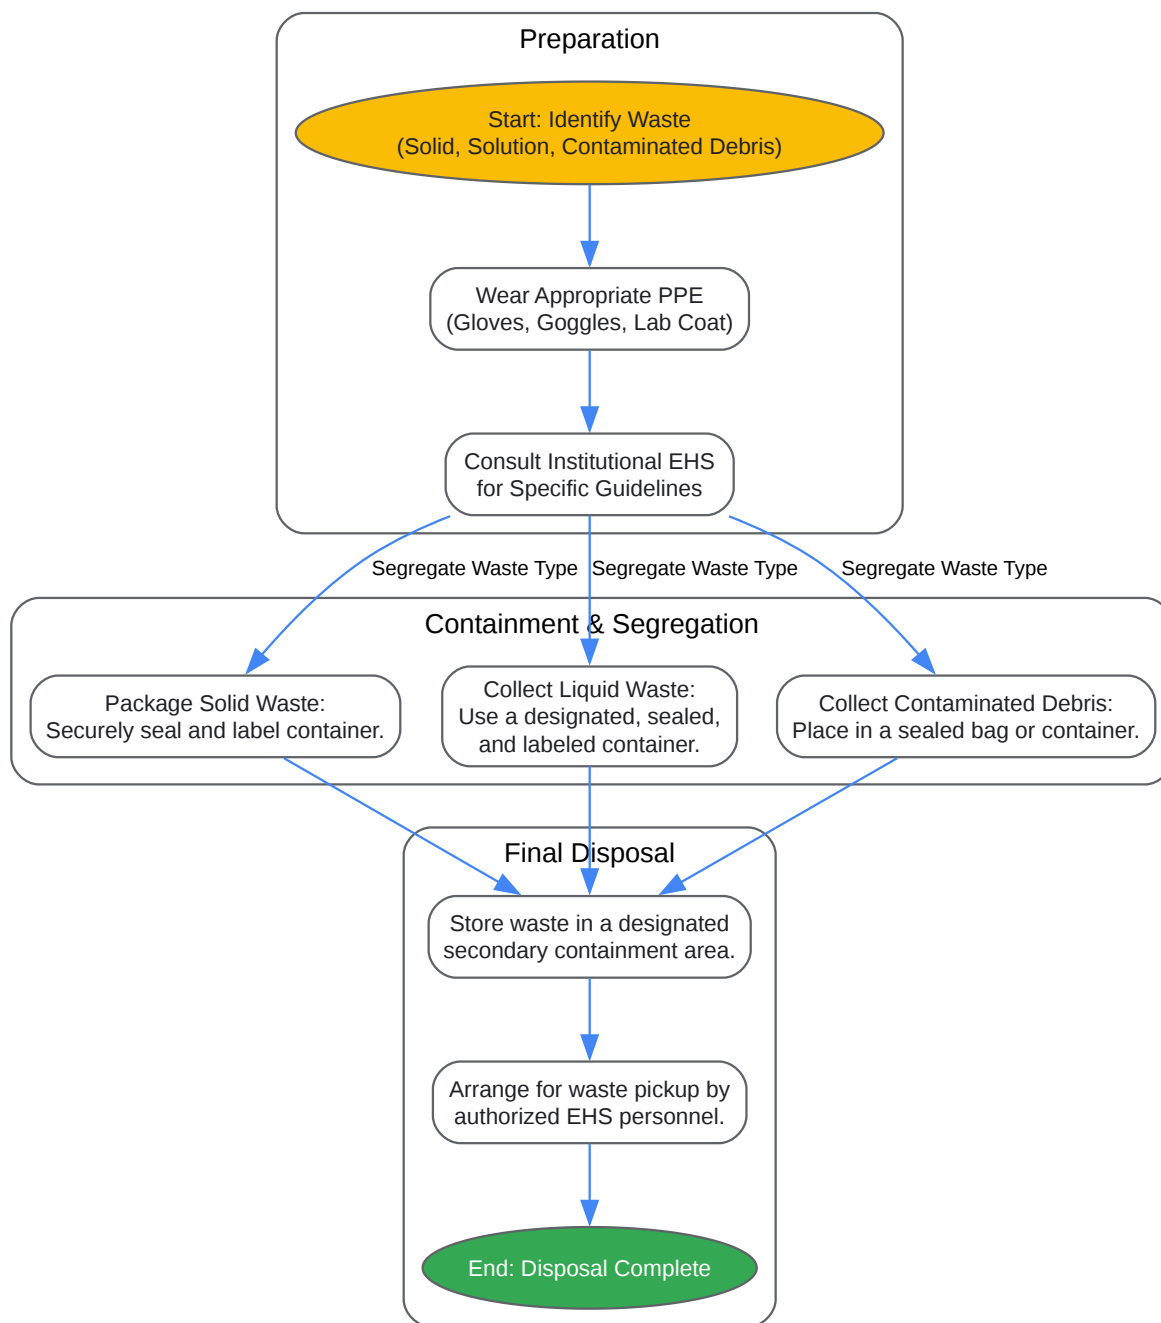 Preparation
Start: Identify Waste
(Solid, Solution, Contaminated Debris)
Wear Appropriate PPE
(Gloves, Goggles, Lab Coat)
Consult Institutional EHS
for Specific Guidelines
Segregate Waste Type
Segregate Waste Type
Segregate Waste Type
Containment & Segregation
Package Solid Waste:
Securely seal and label container.
Collect Liquid Waste:
Use a designated, sealed,
and labeled container.
Collect Contaminated Debris:
Place in a sealed bag or container.
Final Disposal
Store waste in a designated
secondary containment area.
Arrange for waste pickup by
authorized EHS personnel.
End: Disposal Complete